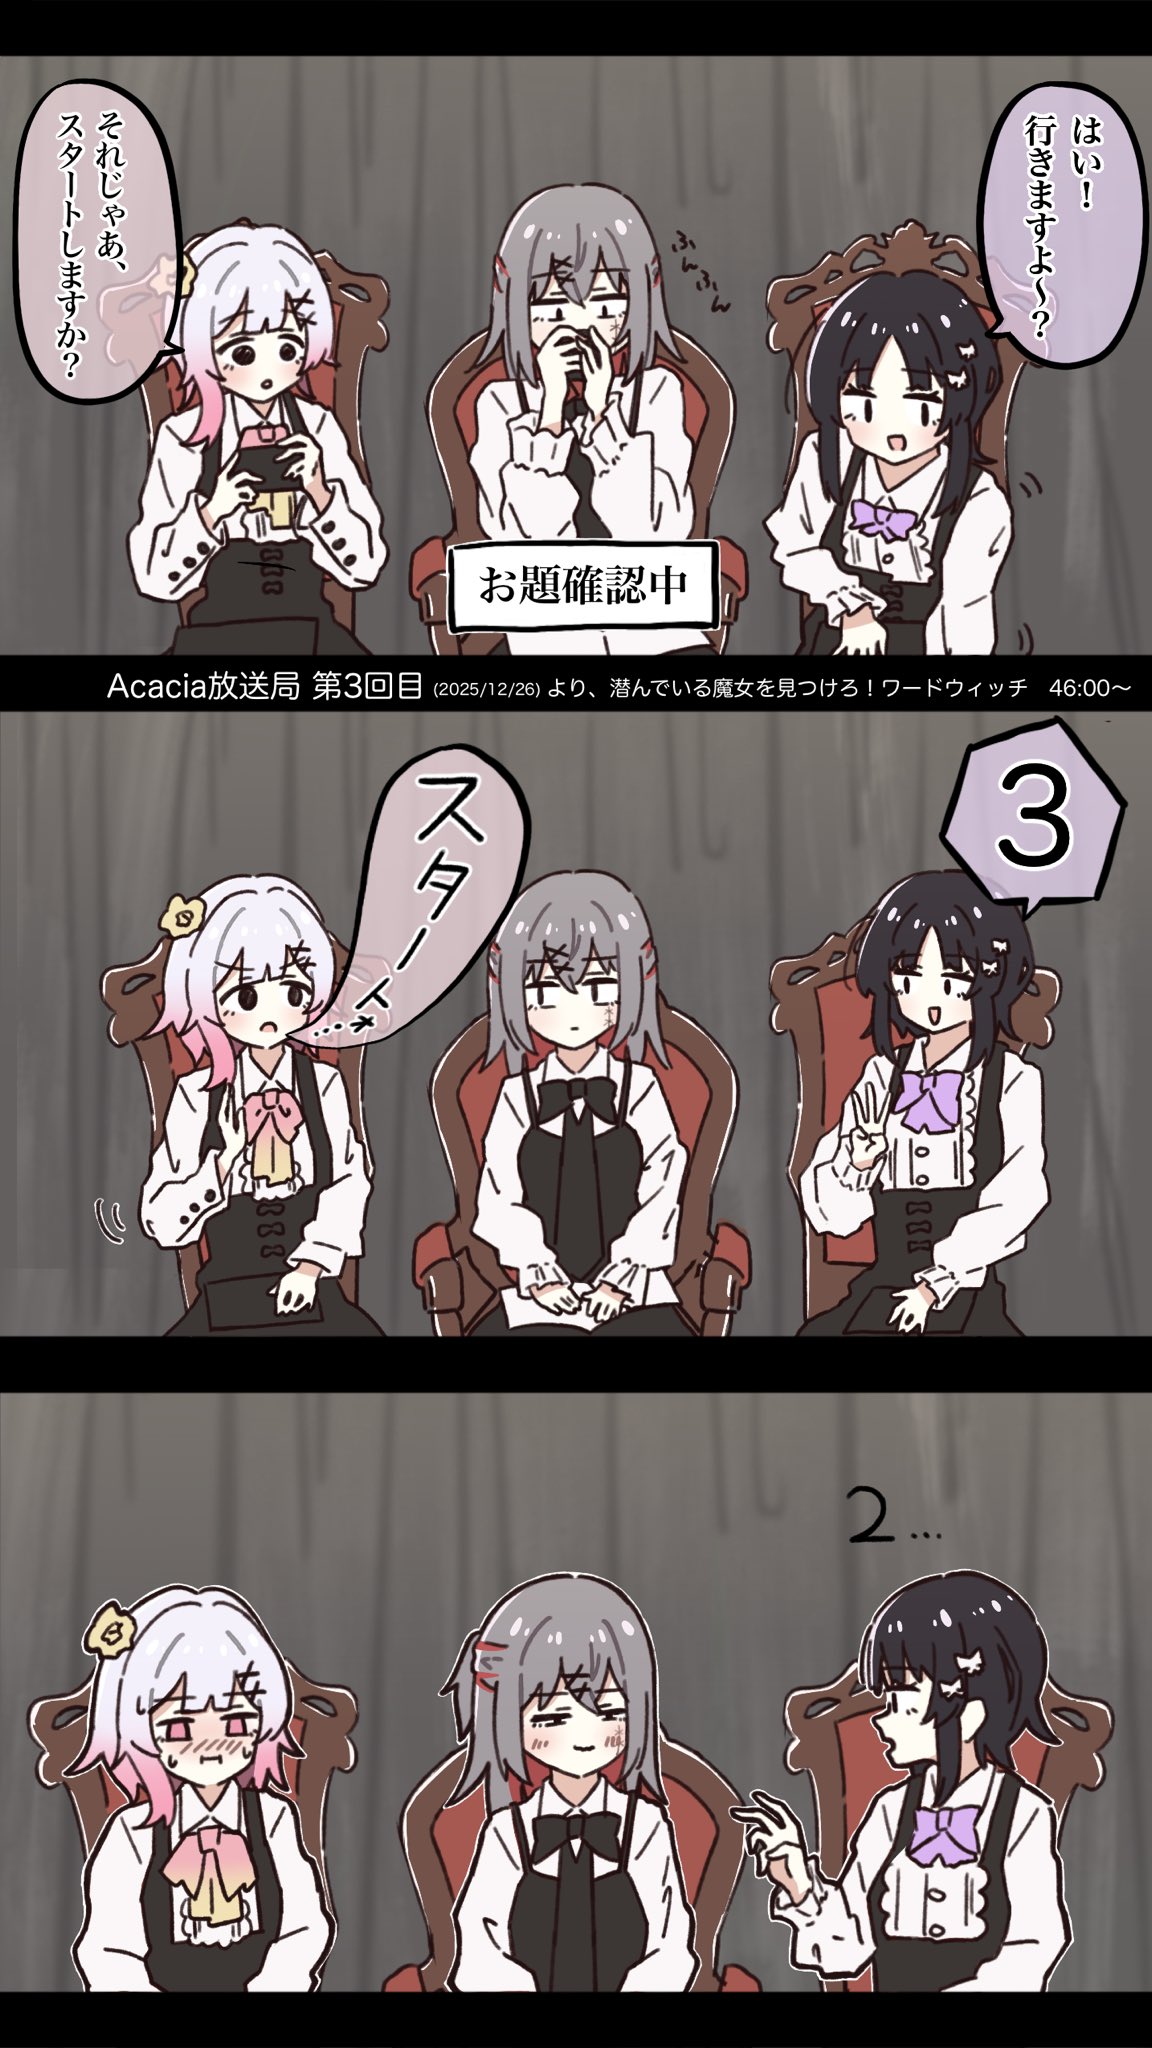 はい！
行きますよ〜？
それじゃあ、
スタートしますか？
ふんふん
お題確認中
Acacia放送局 第3回目 (2025/12/26) より、潜んでいる魔女を見つけろ！ワードウィッチ 46:00〜
3
スタート…
2…